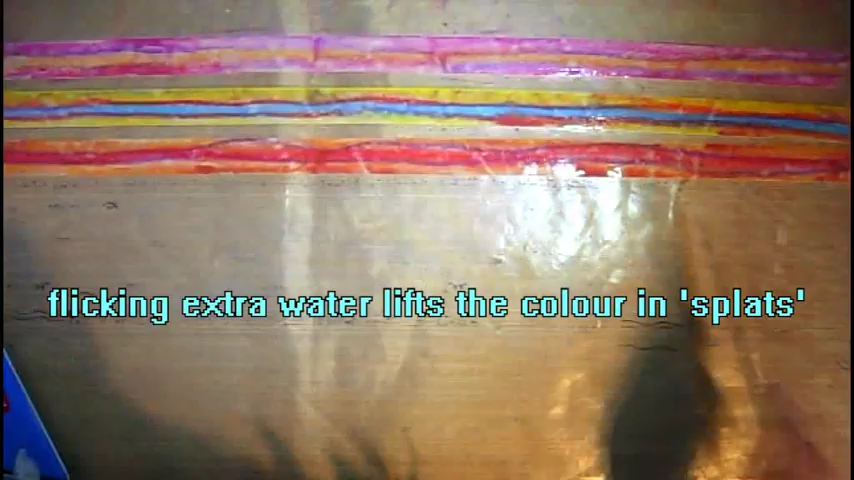 flicking extra water lifts the colour in 'splats'